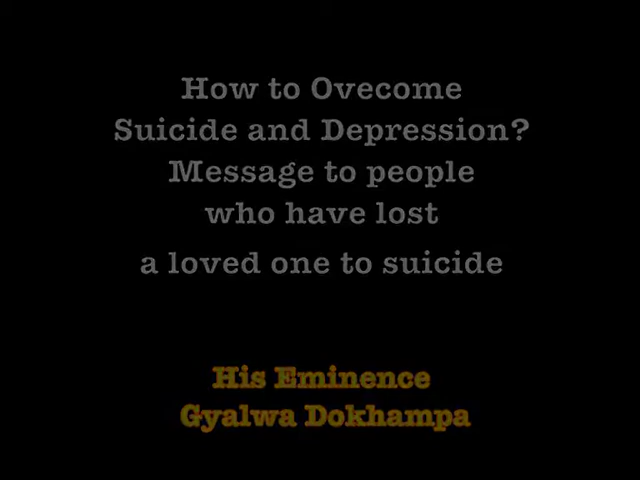 How to Ovecome
Suicide and Depression?
Message to people
who have lost
a loved one to suicide
His Eminence
Gyalwa Dokhampa